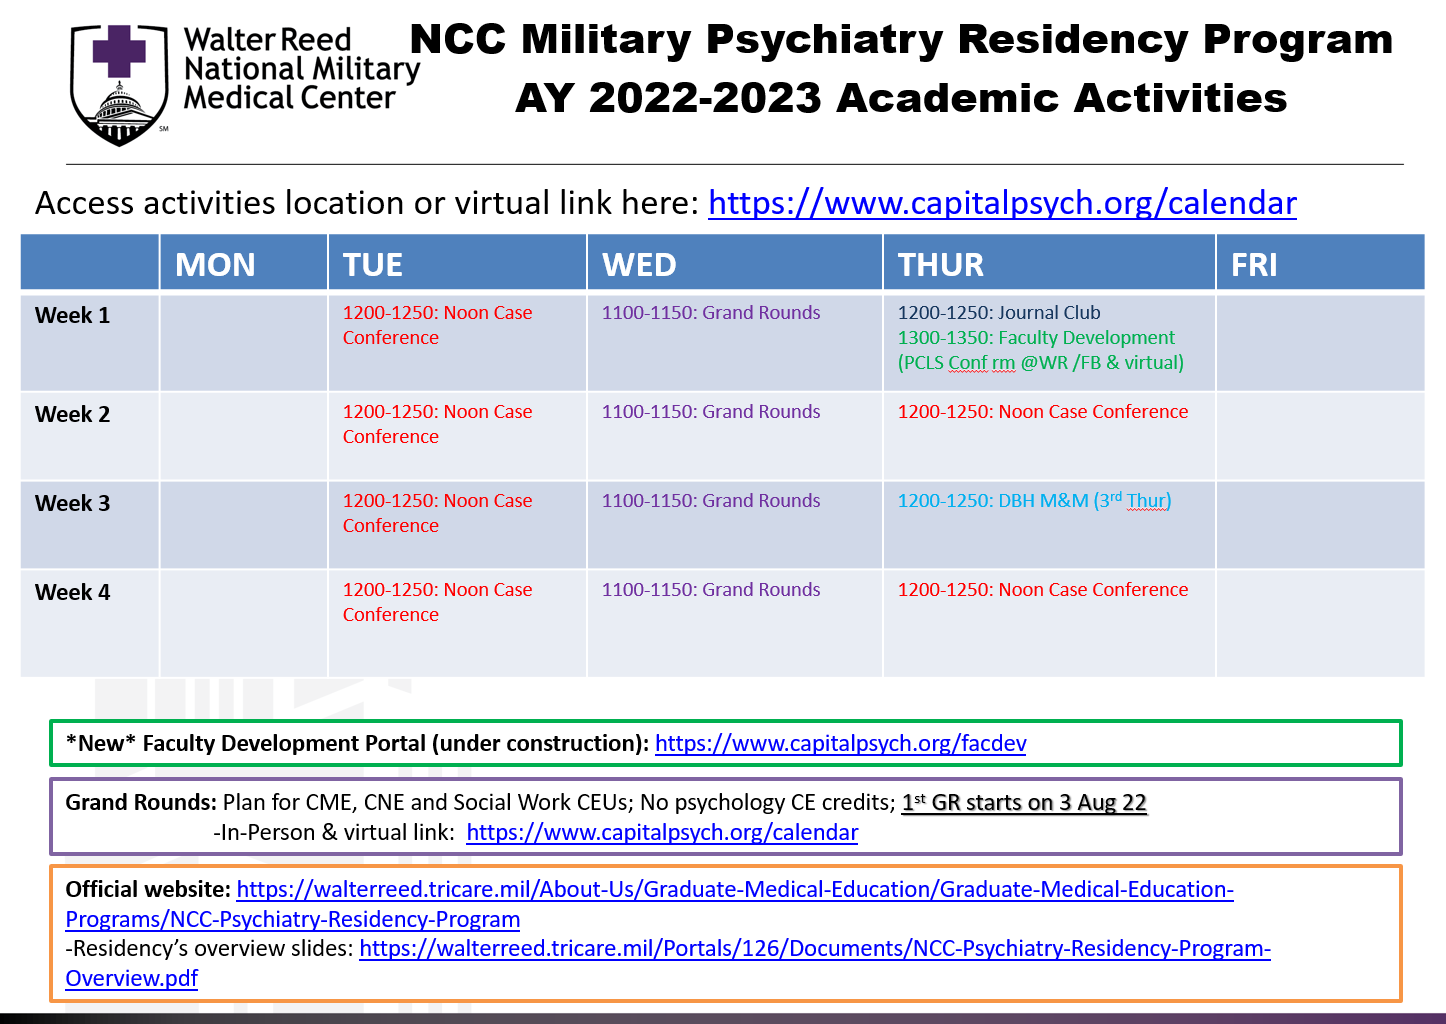 Walter Reed
National Military
Medical Center
SM
NCC Military Psychiatry Residency Program
AY 2022-2023 Academic Activities
Access activities location or virtual link here: https://www.capitalpsych.org/calendar
MON TUE WED THUR FRI
Week 1
1200-1250: Noon Case
Conference
1100-1150: Grand Rounds
1200-1250: Journal Club
1300-1350: Faculty Development
(PCLS Conf rm @WR /FB & virtual)
Week 2
1200-1250: Noon Case
Conference
1100-1150: Grand Rounds
1200-1250: Noon Case Conference
Week 3
1200-1250: Noon Case
Conference
1100-1150: Grand Rounds
1200-1250: DBH M&M (3rd Thur)
Week 4
1200-1250: Noon Case
Conference
1100-1150: Grand Rounds
1200-1250: Noon Case Conference
*New* Faculty Development Portal (under construction): https://www.capitalpsych.org/facdev
Grand Rounds: Plan for CME, CNE and Social Work CEUs; No psychology CE credits; 1st GR starts on 3 Aug 22
-In-Person & virtual link: https://www.capitalpsych.org/calendar
Official website: https://walterreed.tricare.mil/About-Us/Graduate-Medical-Education/Graduate-Medical-Education-
Programs/NCC-Psychiatry-Residency-Program
-Residency’s overview slides: https://walterreed.tricare.mil/Portals/126/Documents/NCC-Psychiatry-Residency-Program-
Overview.pdf